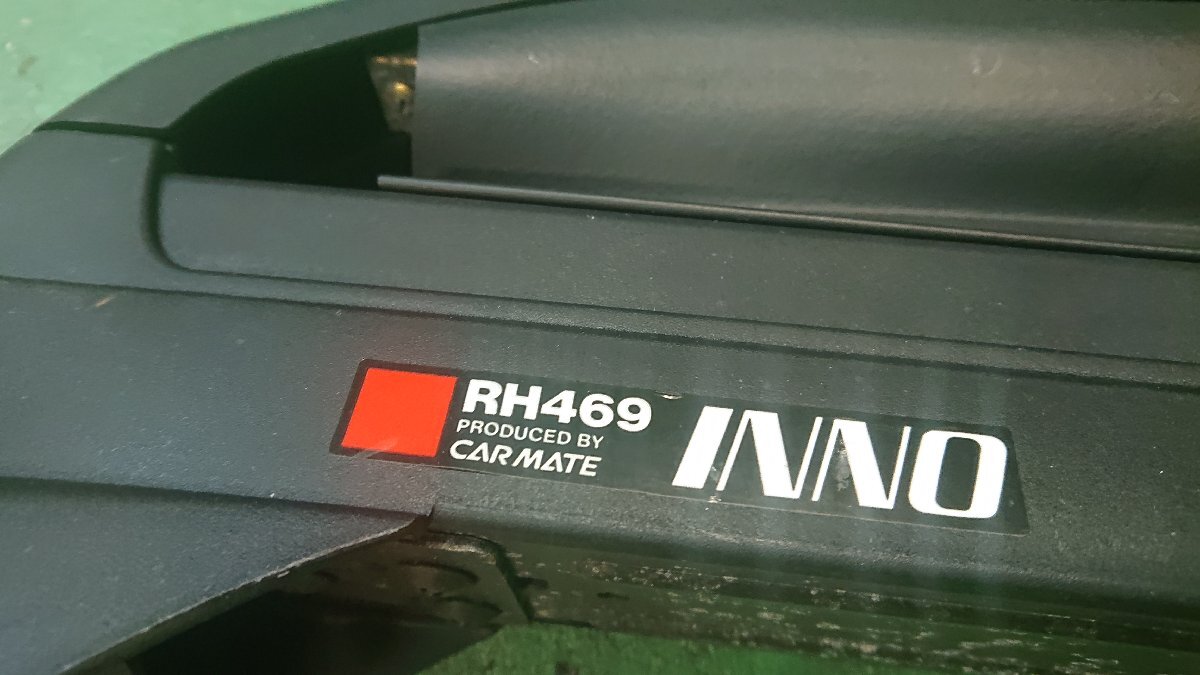 RH469
PRODUCED BY
CARMATE
INNO